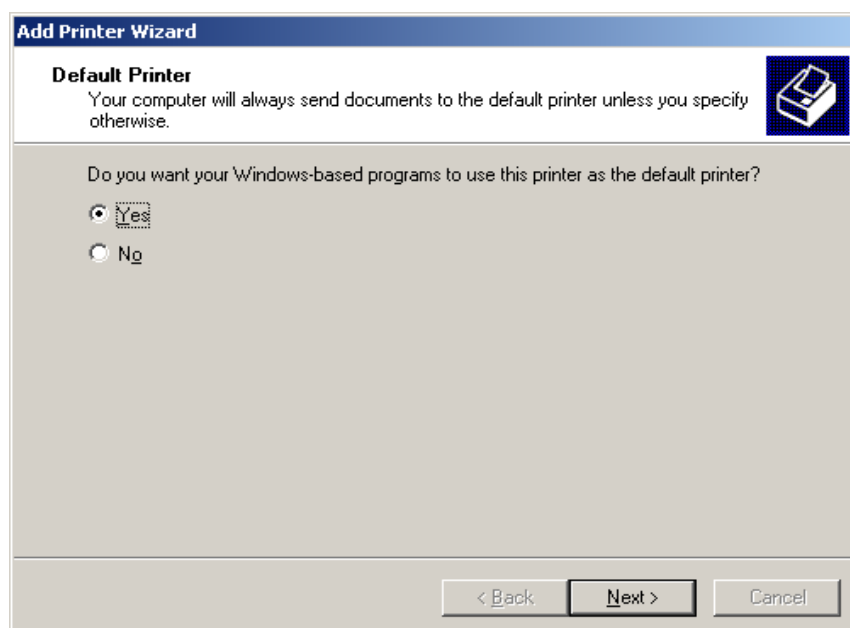 Add Printer Wizard
Default Printer
Your computer will always send documents to the default printer unless you specify
otherwise.
Do you want your Windows-based programs to use this printer as the default printer?
Yes
No
< Back
Next >
Cancel